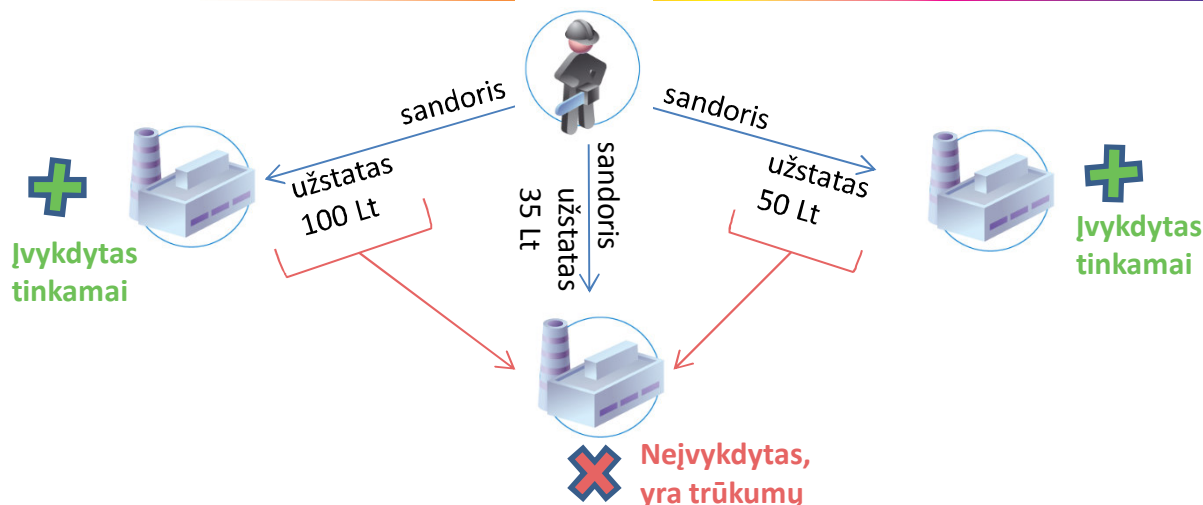 sandoris
užstatas
100 Lt
sandoris
užstatas
35 Lt
sandoris
užstatas
50 Lt
Įvykdytas
tinkamai
Įvykdytas
tinkamai
Neįvykdytas,
yra trūkumų